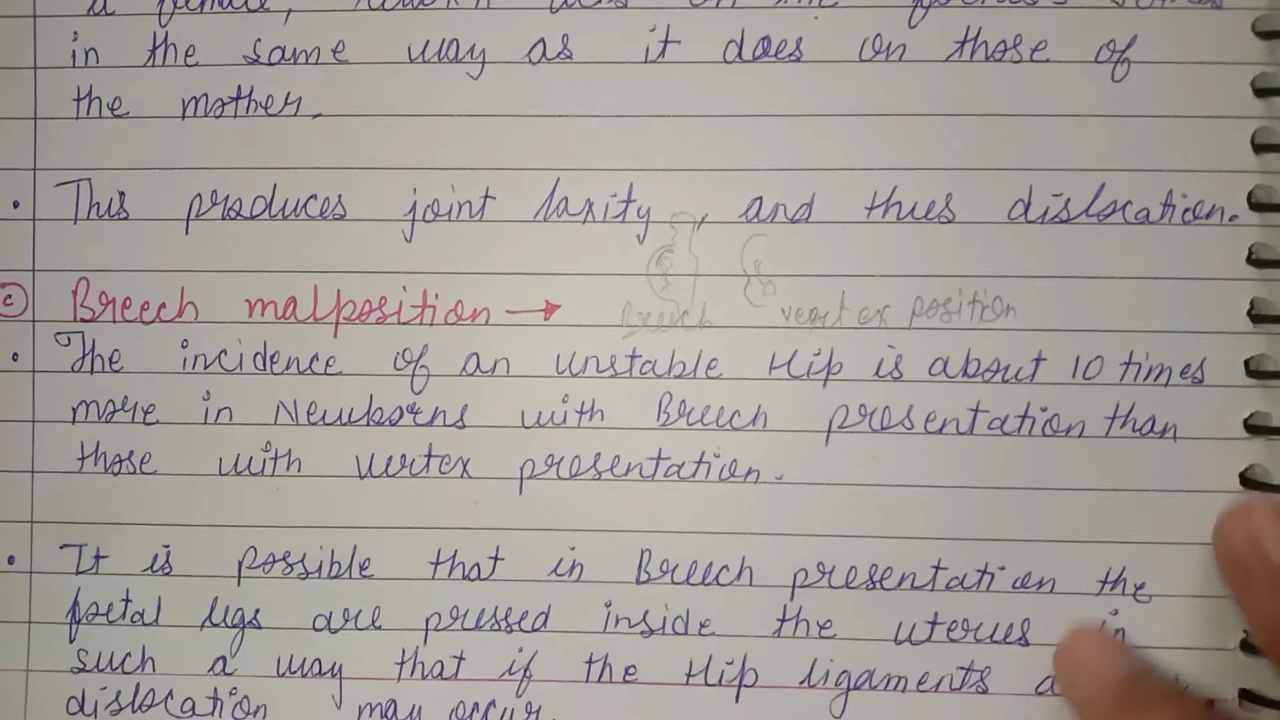 in the same way as it does on those of
the mother.
• This produces joint laxity, and thus dislocation.
Breech vertex position
c Breech malposition →
• The incidence of an unstable Hip is about 10 times
more in Newborns with Breech presentation than
those with vertex presentation.
• It is possible that in Breech presentation the
foetal legs are pressed inside the uterus in
such a way that if the Hip ligaments
dislocation may occur.